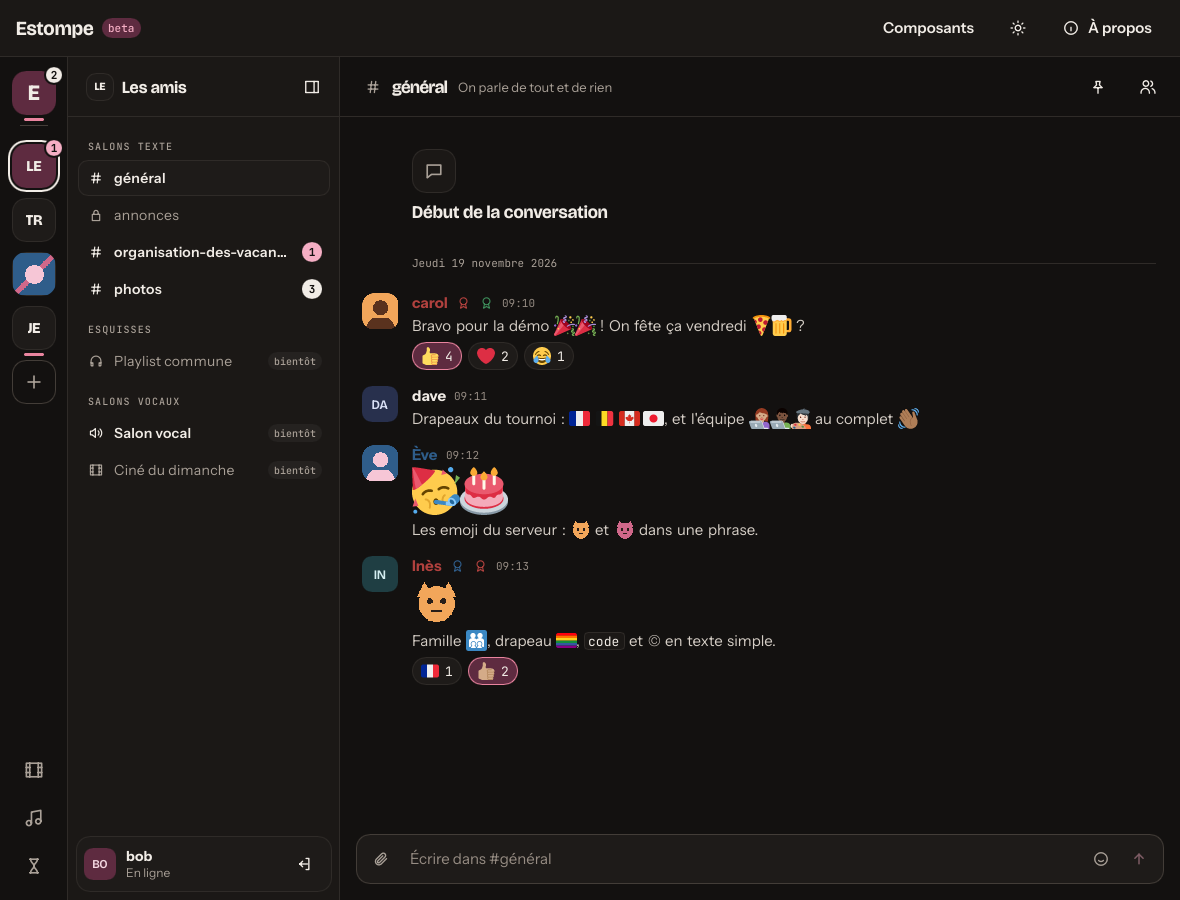 Estompe beta
Composants
À propos
E 2
LE 1
TR
JE
LE Les amis
SALONS TEXTE
# général
annonces
# organisation-des-vacan... 1
# photos 3
ESQUISSES
Playlist commune bientôt
SALONS VOCAUX
Salon vocal bientôt
Ciné du dimanche bientôt
BO bob
En ligne
# général On parle de tout et de rien
Début de la conversation
Jeudi 19 novembre 2026
carol 09:10
Bravo pour la démo 🎉🎉 ! On fête ça vendredi 🍕🍺 ?
👍 4 ❤️ 2 😂 1
DA dave 09:11
Drapeaux du tournoi : 🇫🇷 🇧🇪 🇨🇦 🇯🇵, et l'équipe au complet 👋🏽
Ève 09:12
🥳🎂
Les emoji du serveur : et dans une phrase.
IN Inès 09:13
Famille , drapeau 🏳️‍🌈, code et © en texte simple.
🇫🇷 1 👍🏼 2
Écrire dans #général